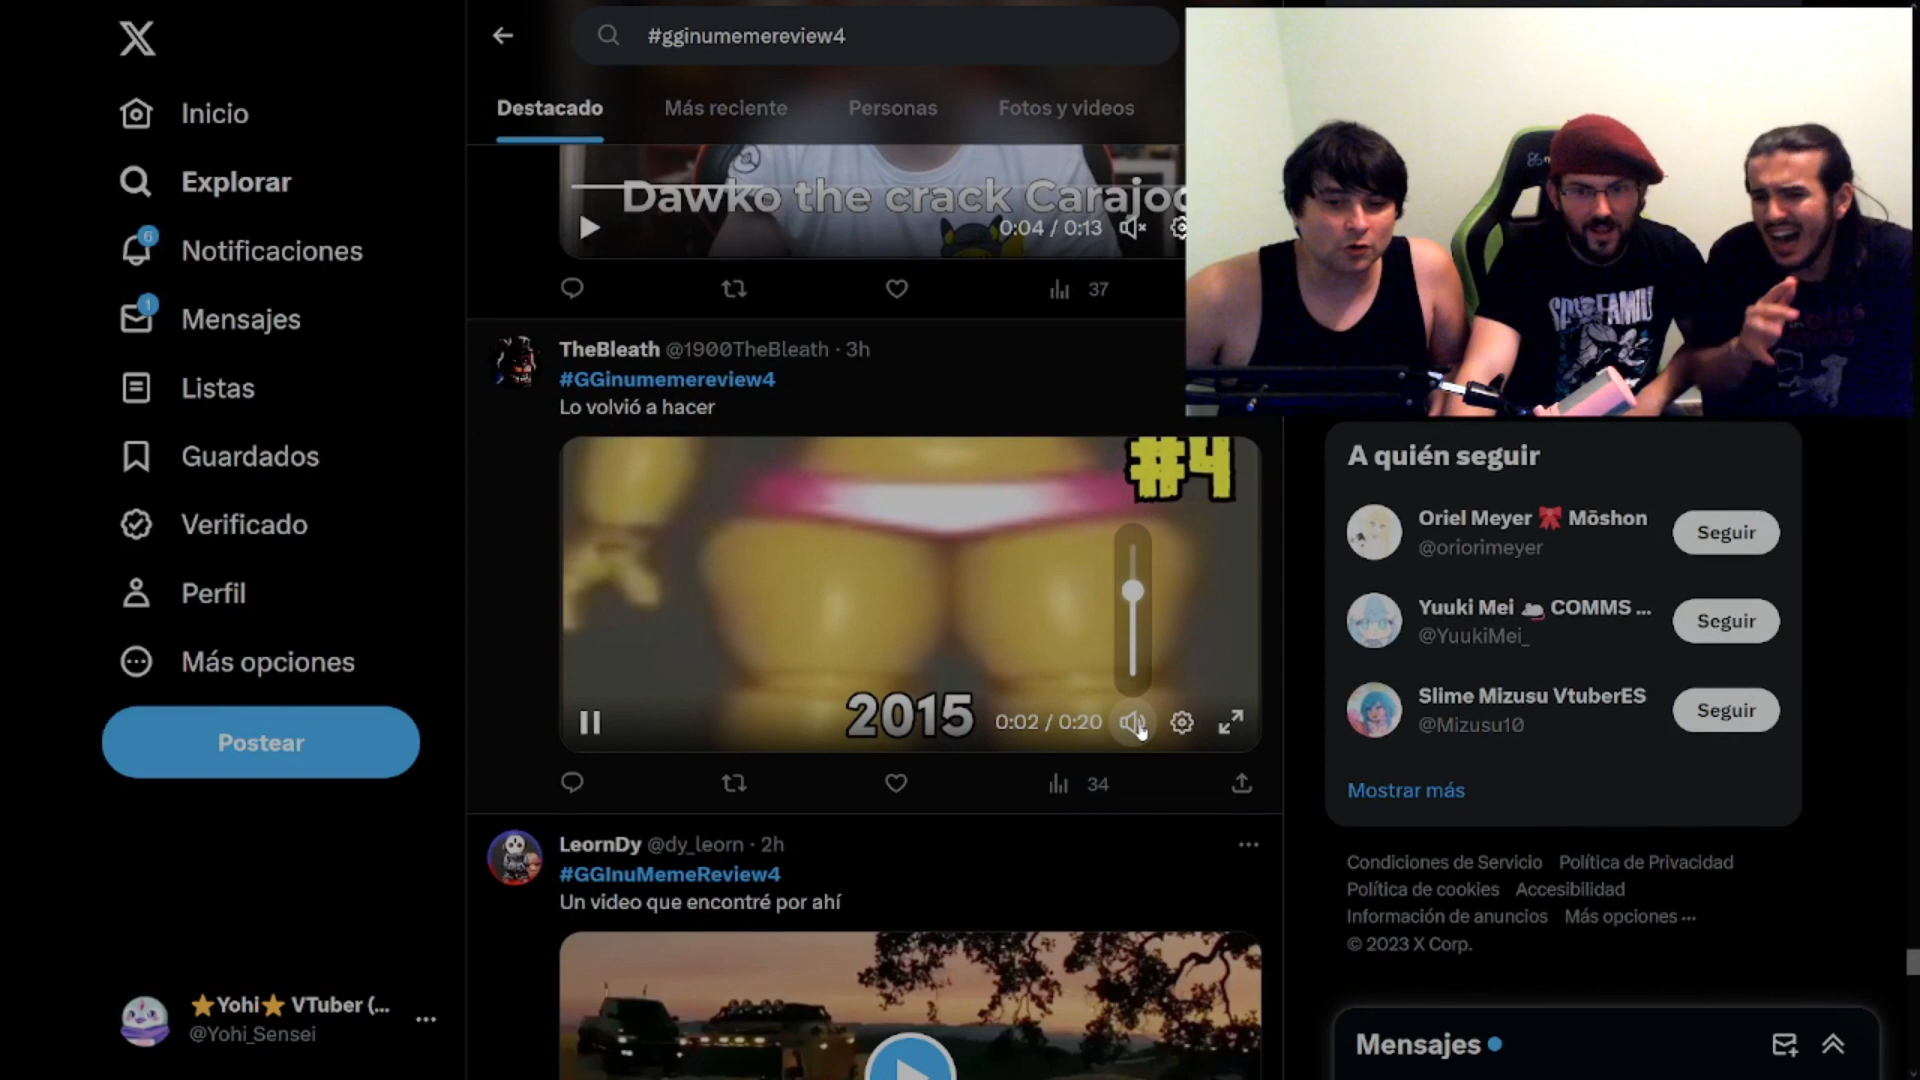 #gginumemereview4
Destacado
Más reciente
Personas
Fotos y videos
Inicio
Explorar
6
Notificaciones
1
Mensajes
Listas
Guardados
Verificado
Perfil
Más opciones
Postear
⭐Yohi⭐ VTuber (...
@Yohi_Sensei
Dawko the crack Carajo
0:04 / 0:13
37
TheBleath @1900TheBleath · 3h
#GGinumemereview4
Lo volvió a hacer
#4
2015
0:02 / 0:20
34
LeornDy @dy_leorn · 2h
#GGInuMemeReview4
Un video que encontré por ahí
A quién seguir
Oriel Meyer 🎀 Mōshon
@oriorimeyer
Seguir
Yuuki Mei 🐁 COMMS ...
@YuukiMei_
Seguir
Slime Mizusu VtuberES
@Mizusu10
Seguir
Mostrar más
Condiciones de Servicio Política de Privacidad
Política de cookies Accesibilidad
Información de anuncios Más opciones ···
© 2023 X Corp.
Mensajes